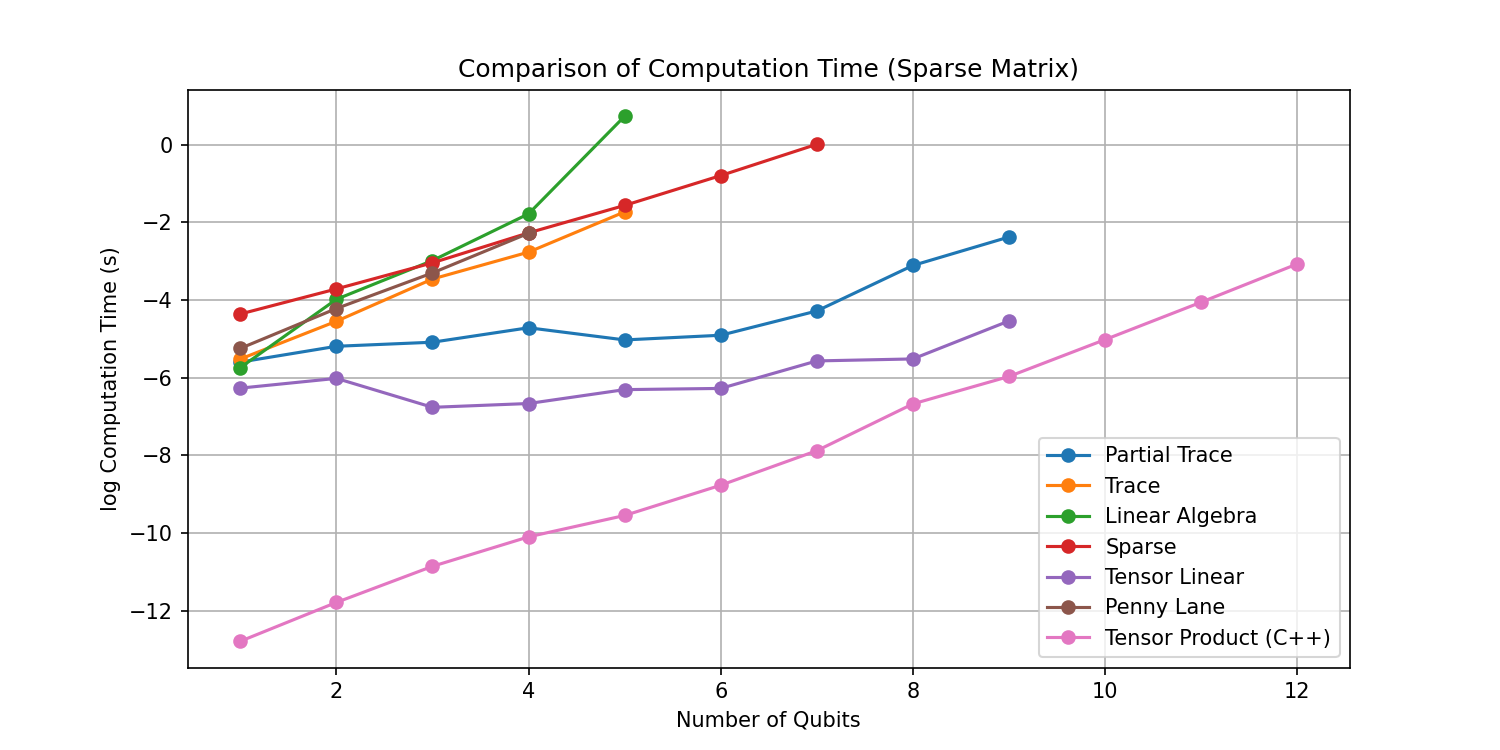 Comparison of Computation Time (Sparse Matrix)
log Computation Time (s)
0
−2
−4
−6
−8
−10
−12
2
4
6
8
10
12
Number of Qubits
Partial Trace
Trace
Linear Algebra
Sparse
Tensor Linear
Penny Lane
Tensor Product (C++)